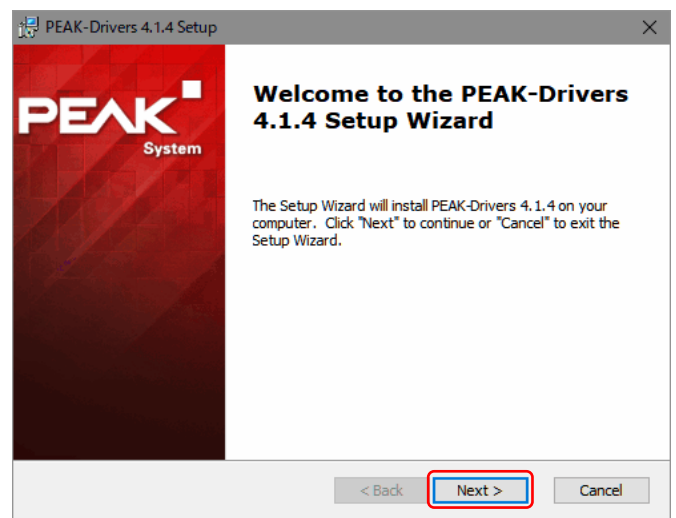 PEAK-Drivers 4.1.4 Setup
PEAK
System
Welcome to the PEAK-Drivers
4.1.4 Setup Wizard
The Setup Wizard will install PEAK-Drivers 4.1.4 on your
computer. Click "Next" to continue or "Cancel" to exit the
Setup Wizard.
< Back
Next >
Cancel